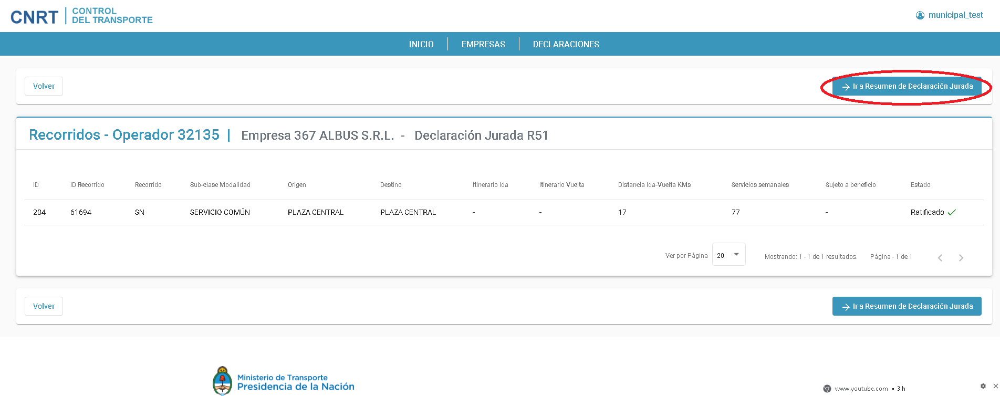 CNRT | CONTROL
DEL TRANSPORTE
municipal_test
INICIO | EMPRESAS | DECLARACIONES
Volver
→ Ir a Resumen de Declaración Jurada
Recorridos - Operador 32135 | Empresa 367 ALBUS S.R.L. - Declaración Jurada R51
ID ID Recorrido Recorrido Sub-clase Modalidad Origen Destino Itinerario Ida Itinerario Vuelta Distancia Ida-Vuelta KMs Servicios semanales Sujeto a beneficio Estado
204 61694 SN SERVICIO COMÚN PLAZA CENTRAL PLAZA CENTRAL - - 17 77 - Ratificado ✓
Ver por Página 20 Mostrando: 1 - 1 de 1 resultados. Página - 1 de 1
Volver
→ Ir a Resumen de Declaración Jurada
Ministerio de Transporte
Presidencia de la Nación
www.youtube.com • 3 h